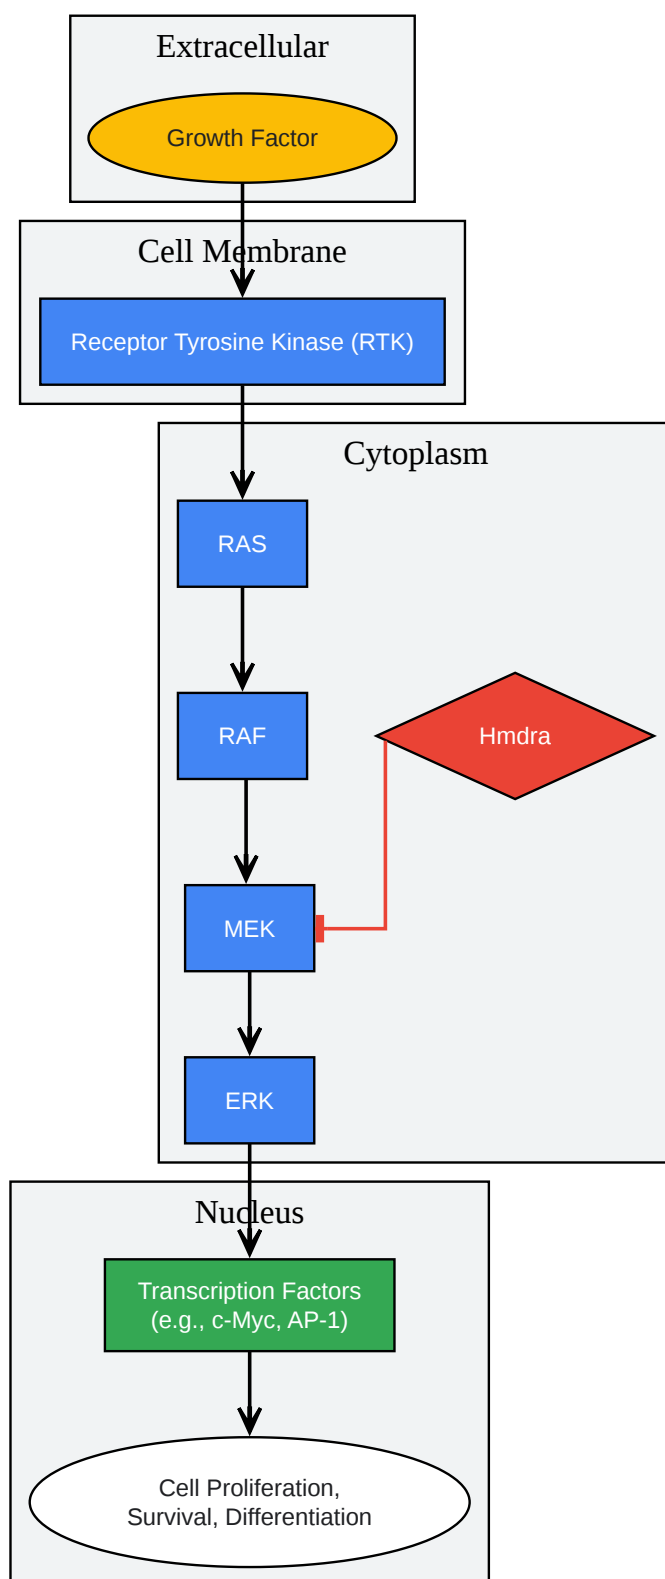 Extracellular
Growth Factor
Cell Membrane
Receptor Tyrosine Kinase (RTK)
Cytoplasm
RAS
RAF
Hmdra
MEK
ERK
Nucleus
Transcription Factors
(e.g., c-Myc, AP-1)
Cell Proliferation,
Survival, Differentiation